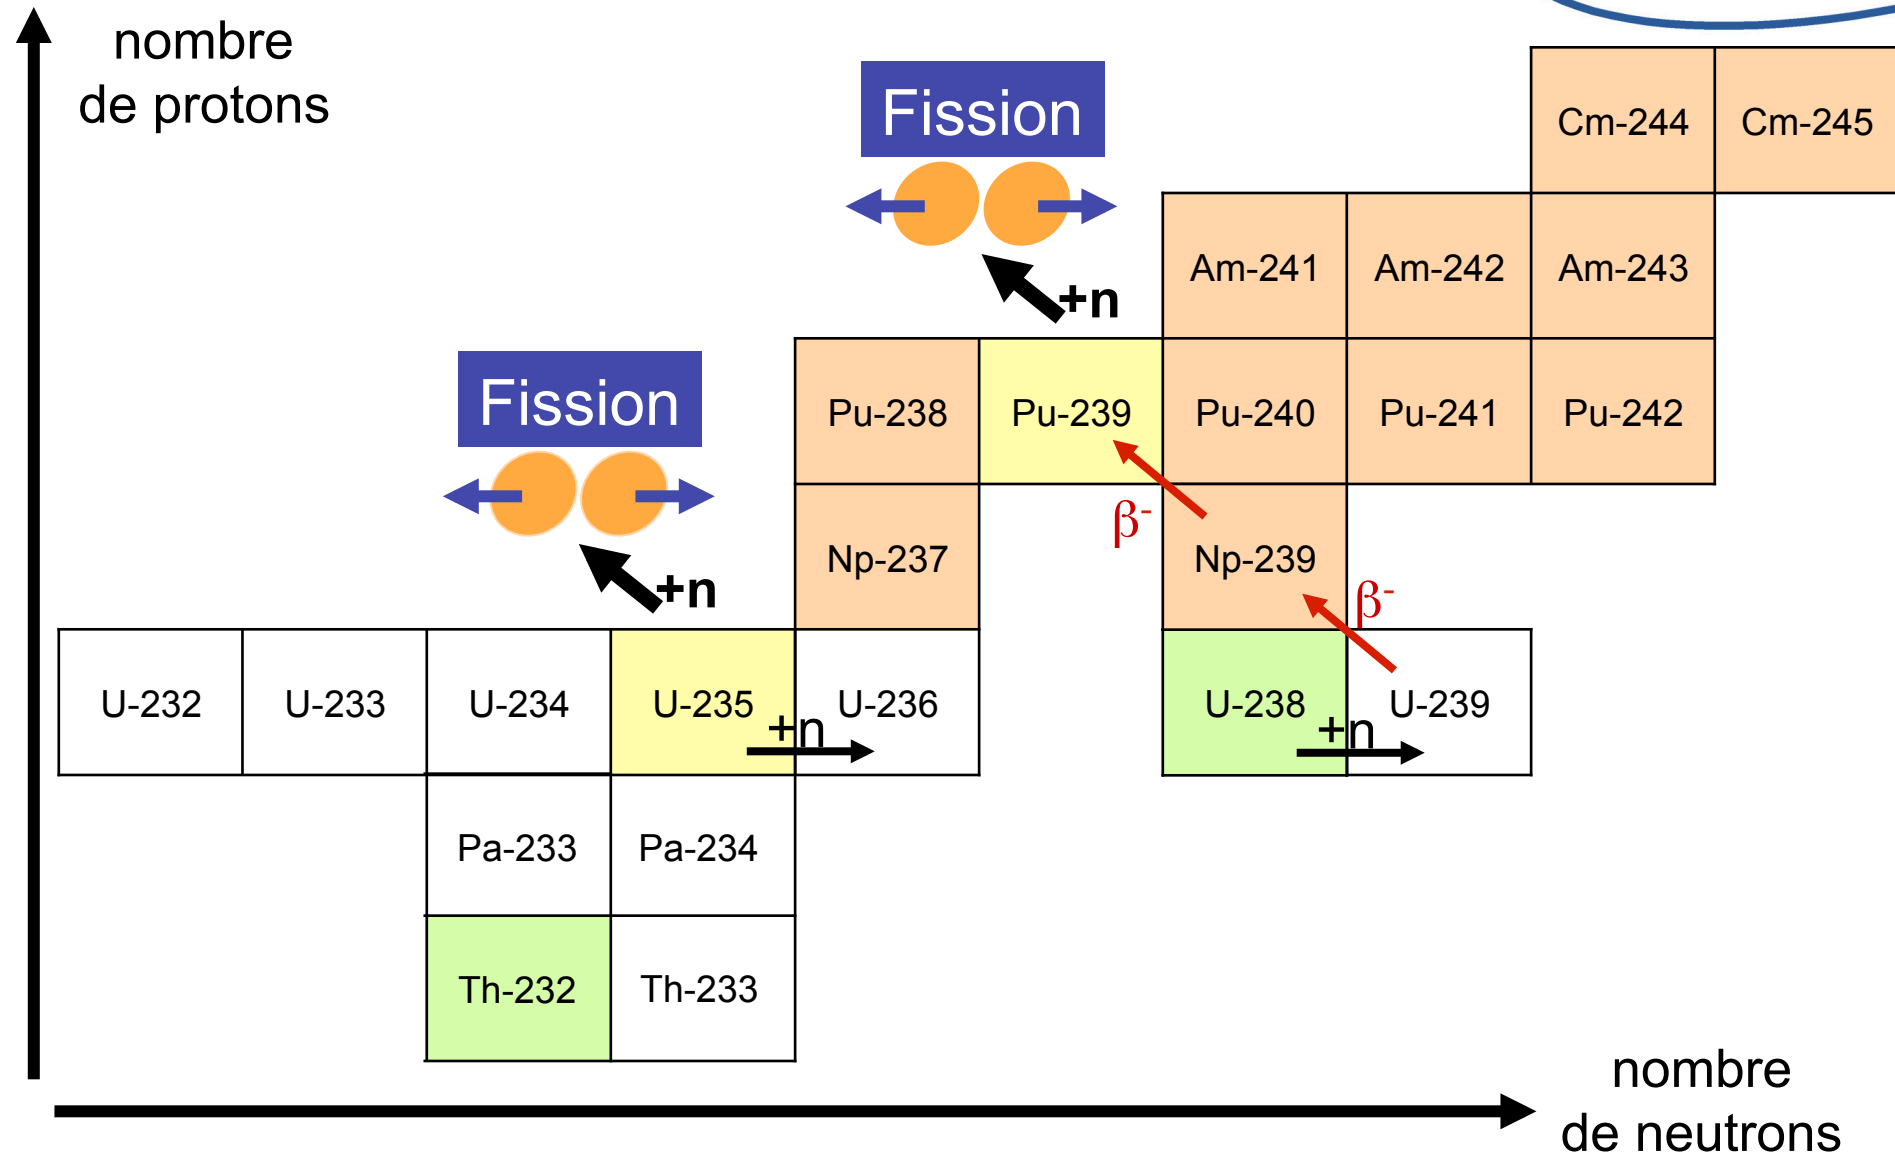 nombre
de protons
Fission
Cm-244 Cm-245
+n
Am-241 Am-242 Am-243
Fission
Pu-238 Pu-239 Pu-240 Pu-241 Pu-242
β-
+n
Np-237 Np-239
β-
U-232 U-233 U-234 U-235 U-236 U-238 U-239
+n +n
Pa-233 Pa-234
Th-232 Th-233
nombre
de neutrons